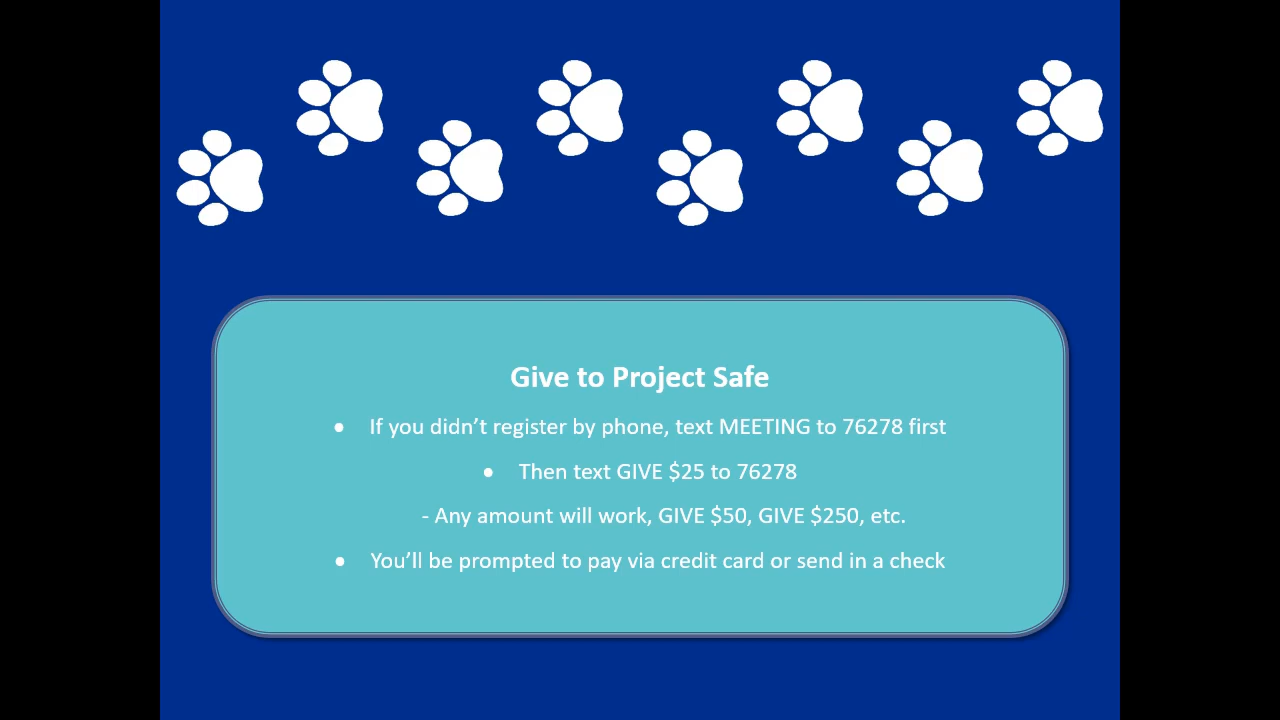 Give to Project Safe
● If you didn’t register by phone, text MEETING to 76278 first
● Then text GIVE $25 to 76278
- Any amount will work, GIVE $50, GIVE $250, etc.
● You’ll be prompted to pay via credit card or send in a check